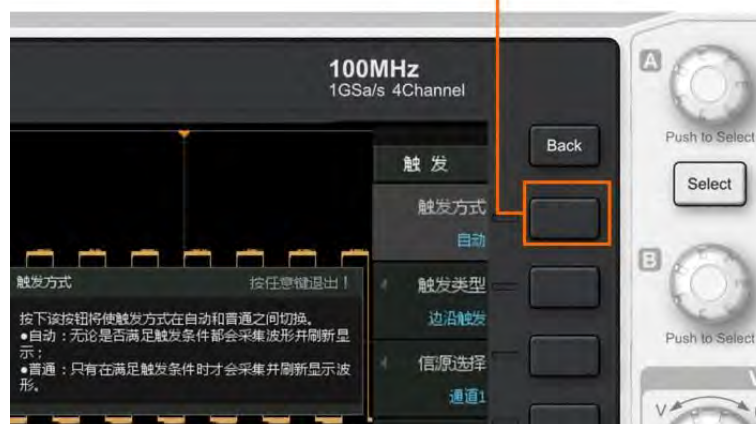 100MHz
1GSa/s 4Channel
A
Push to Select
Back
Select
触 发
触发方式
自动
触发类型
边沿触发
信源选择
通道1
触发方式 按任意键退出！
按下该按钮将使触发方式在自动和普通之间切换。
●自动：无论是否满足触发条件都会采集波形并刷新显
示；
●普通：只有在满足触发条件时才会采集并刷新显示波
形。
B
Push to Select
V